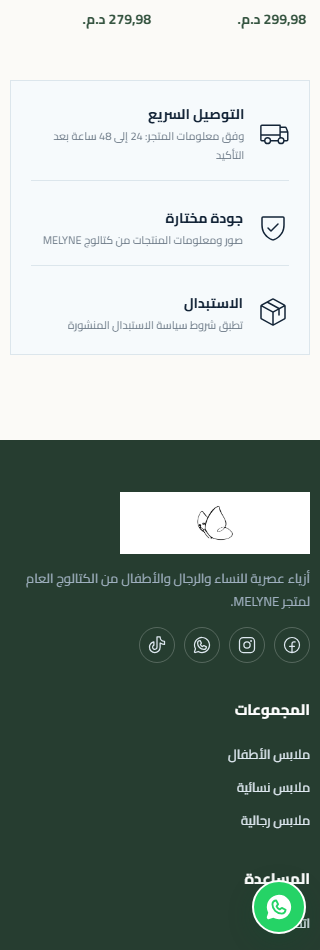 299,98 د.م.
279,98 د.م.
التوصيل السريع
وفق معلومات المتجر: 24 إلى 48 ساعة بعد
التأكيد
جودة مختارة
صور ومعلومات المنتجات من كتالوج MELYNE
الاستبدال
تطبق شروط سياسة الاستبدال المنشورة
أزياء عصرية للنساء والرجال والأطفال من الكتالوج العام
لمتجر MELYNE.
المجموعات
ملابس الأطفال
ملابس نسائية
ملابس رجالية
المساعدة